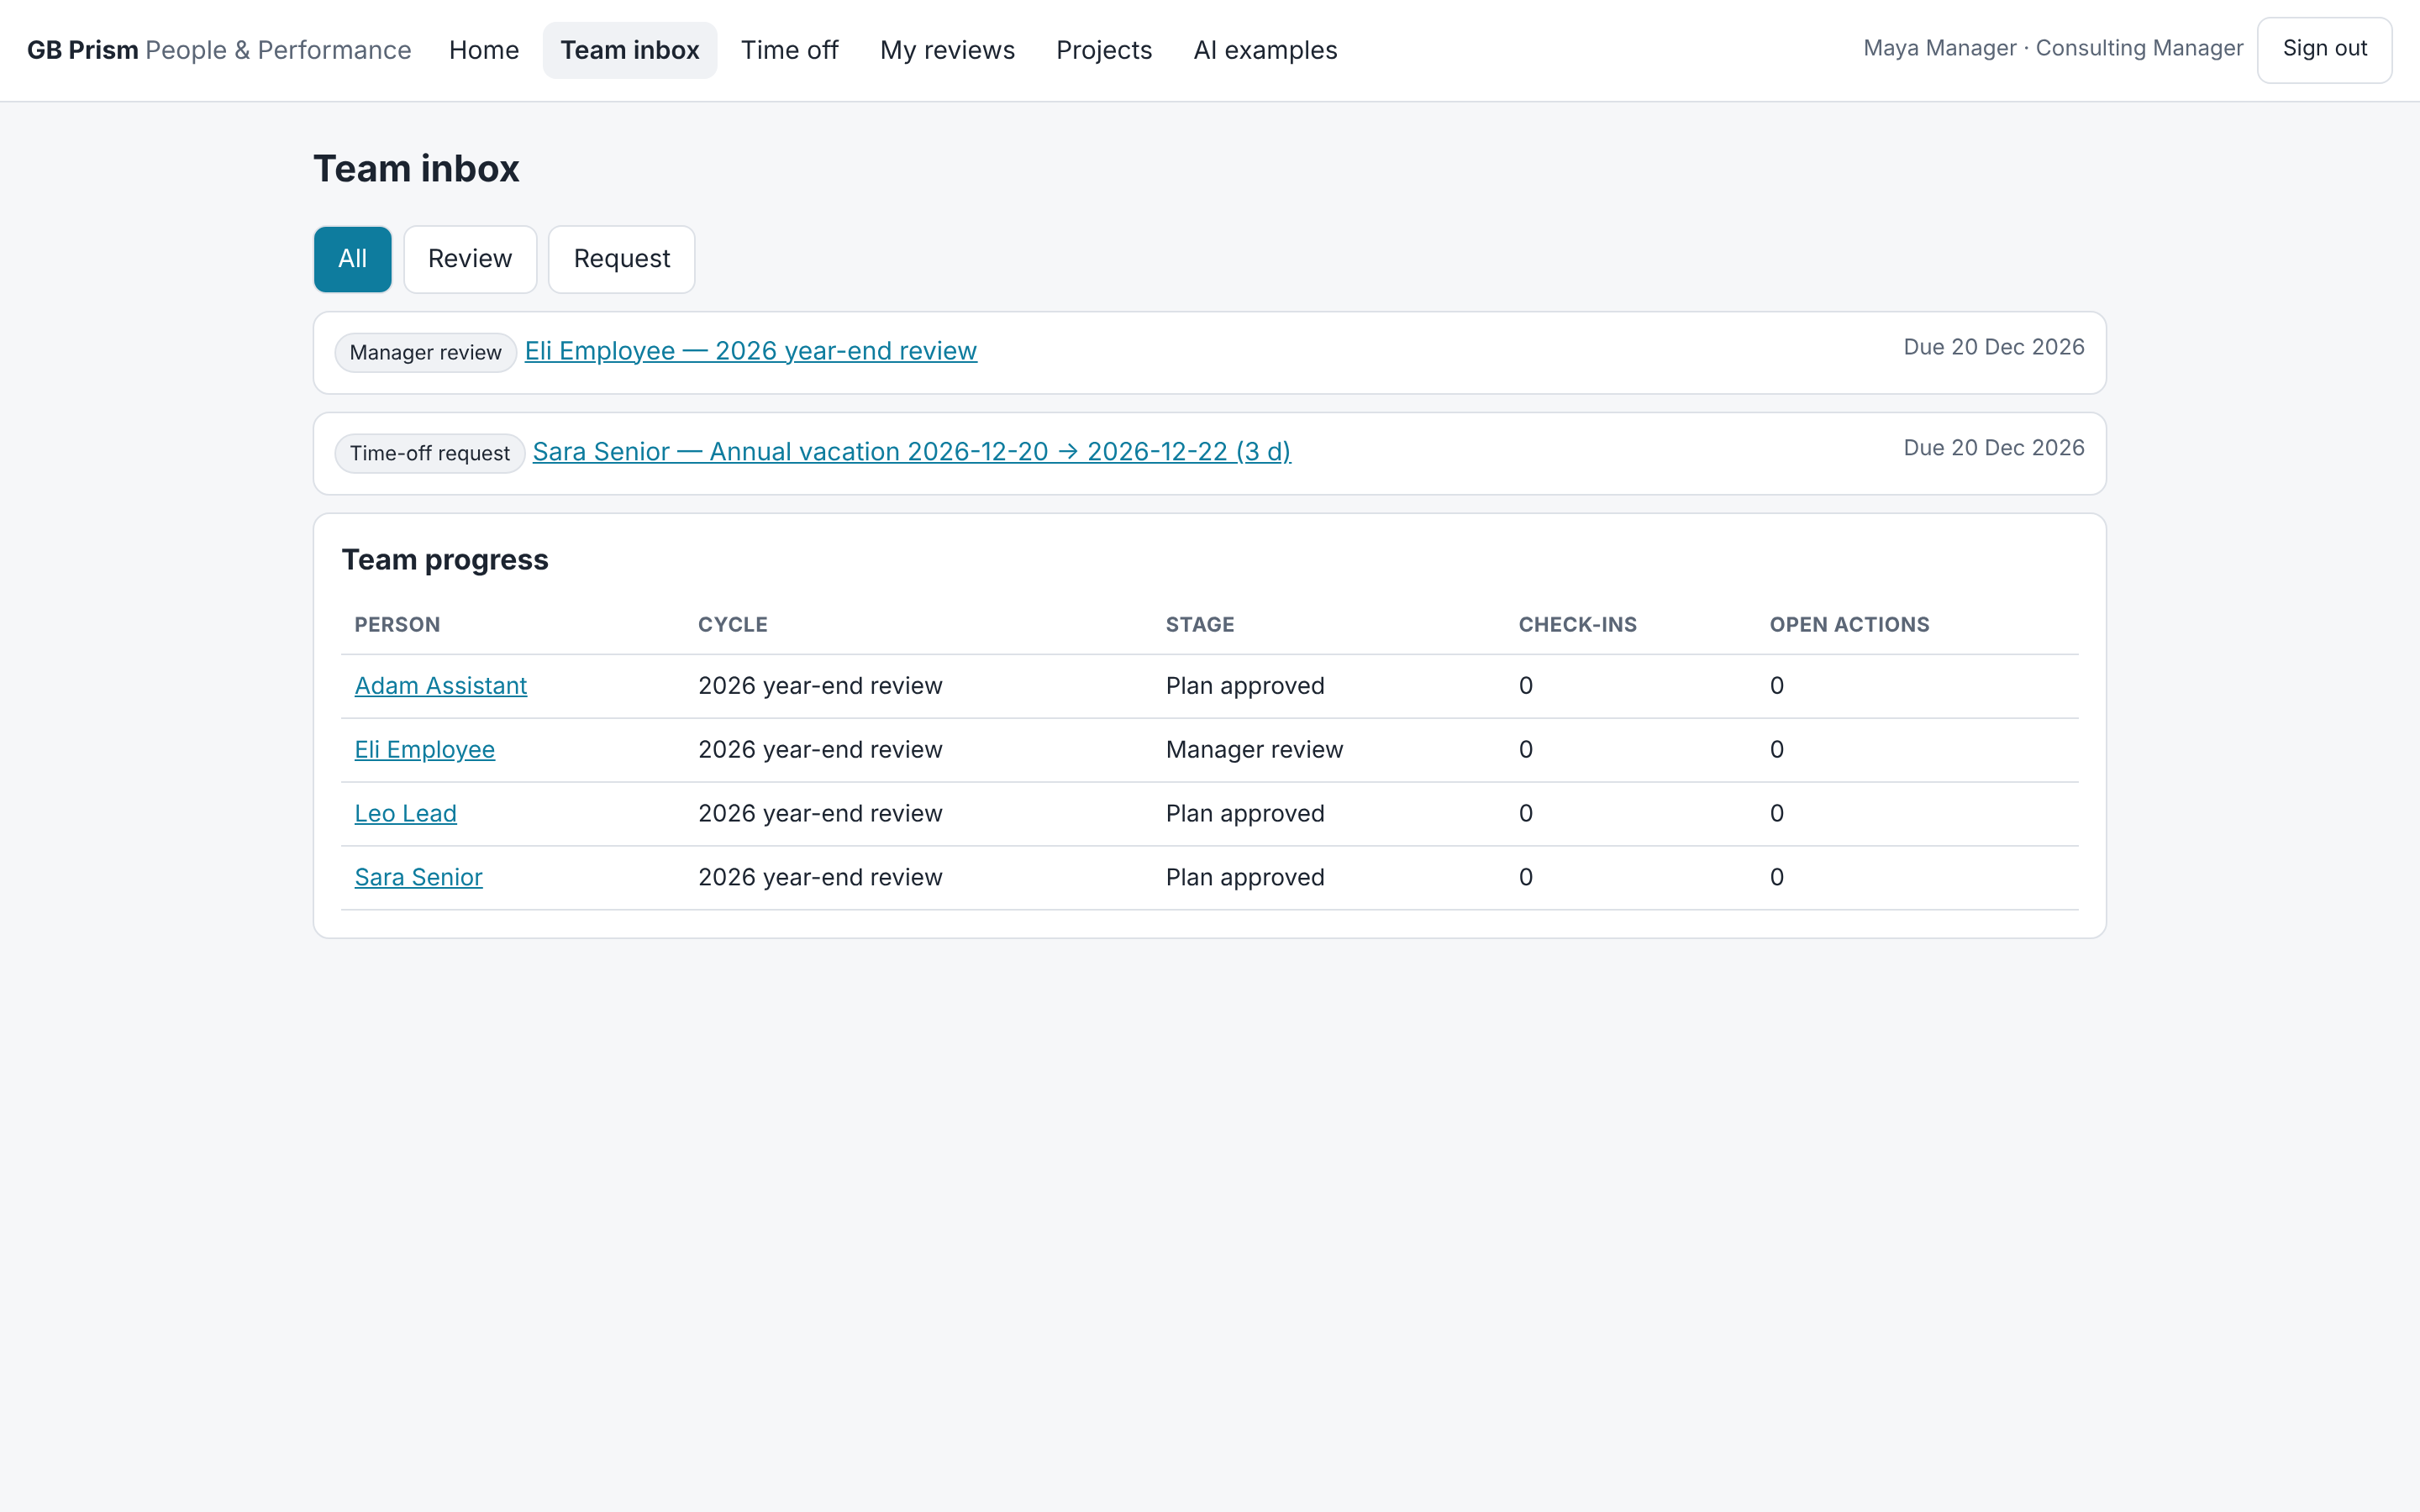 GB Prism People & Performance Home Team inbox Time off My reviews Projects AI examples Maya Manager · Consulting Manager Sign out
Team inbox
All Review Request
Manager review Eli Employee — 2026 year-end review Due 20 Dec 2026
Time-off request Sara Senior — Annual vacation 2026-12-20 → 2026-12-22 (3 d) Due 20 Dec 2026
Team progress
PERSON CYCLE STAGE CHECK-INS OPEN ACTIONS
Adam Assistant 2026 year-end review Plan approved 0 0
Eli Employee 2026 year-end review Manager review 0 0
Leo Lead 2026 year-end review Plan approved 0 0
Sara Senior 2026 year-end review Plan approved 0 0